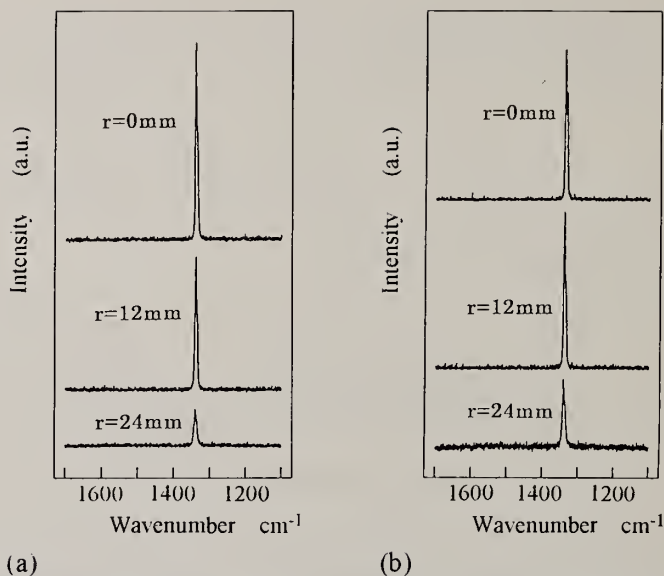 r=0mm
r=12mm
r=24mm
Intensity (a.u.)
1600 1400 1200
Wavenumber cm-1
(a)
r=0mm
r=12mm
r=24mm
Intensity (a.u.)
1600 1400 1200
Wavenumber cm-1
(b)